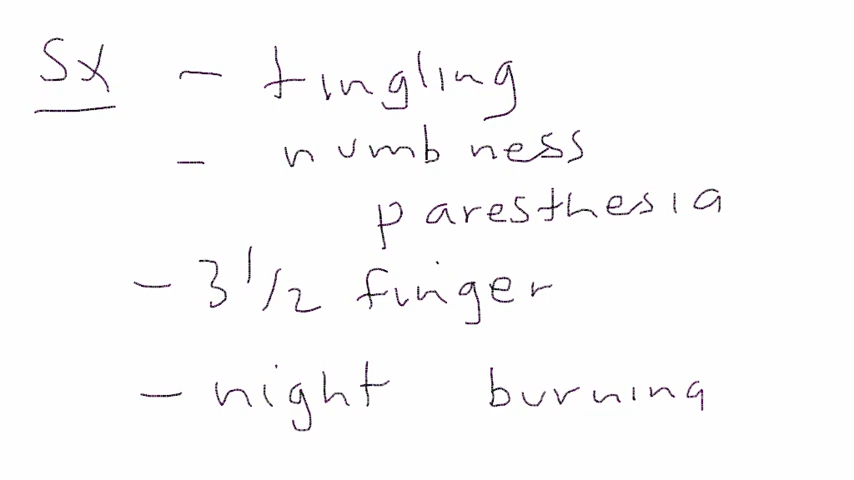 Sx - tingling
- numbness
paresthesia
- 3 1/2 finger
- night burning